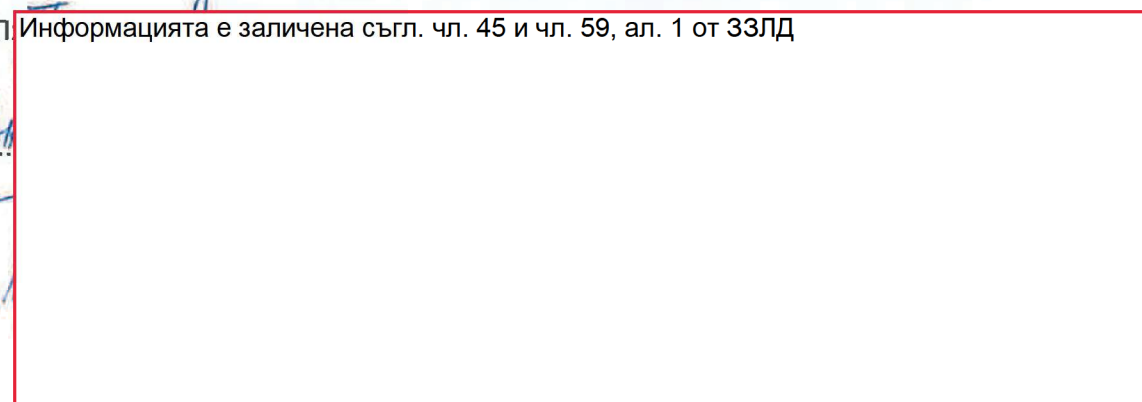 Информацията е заличена съгл. чл. 45 и чл. 59, ал. 1 от ЗЗЛД